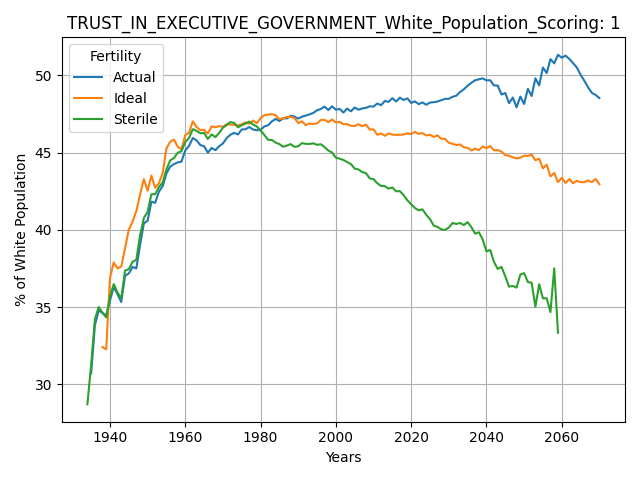 TRUST_IN_EXECUTIVE_GOVERNMENT_White_Population_Scoring: 1
Fertility
Actual
Ideal
Sterile
50
45
40
35
30
% of White Population
1940 1960 1980 2000 2020 2040 2060
Years